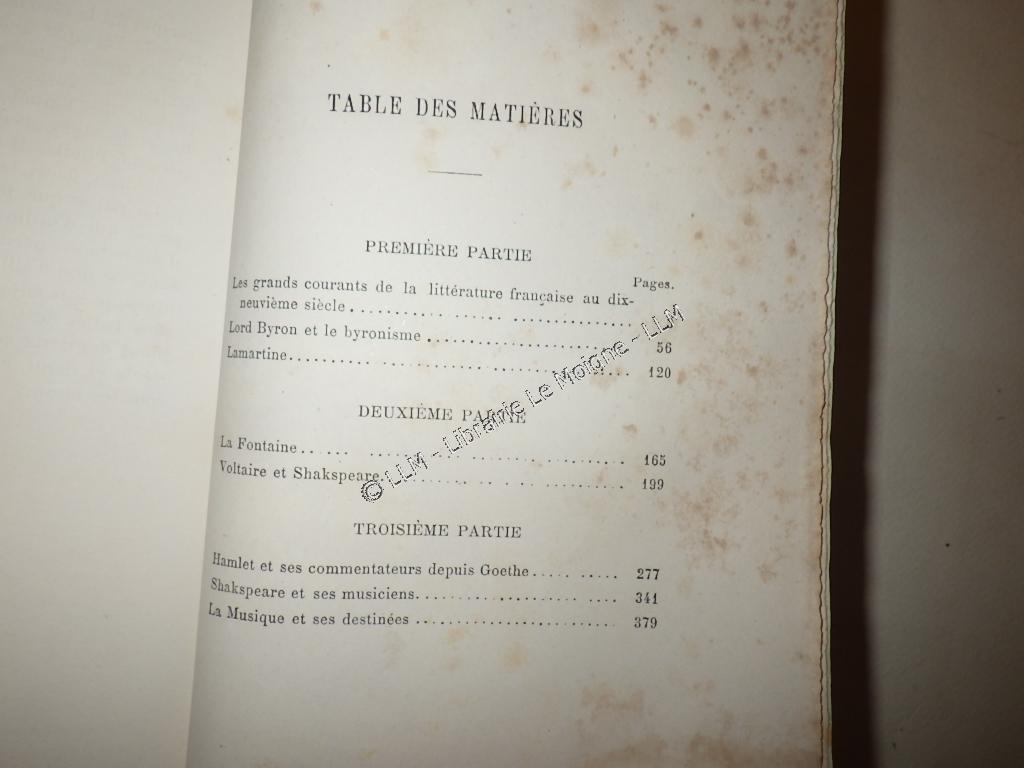 TABLE DES MATIÈRES
PREMIÈRE PARTIE
Pages.
Les grands courants de la littérature française au dix-
neuvième siècle . . . . . . . . . . . . . . . . . . . . . . . . . . . . . .
Lord Byron et le byronisme . . . . . . . . . . . . . . . . . . . . . . 56
Lamartine. . . . . . . . . . . . . . . . . . . . . . . . . . . . . . . . . . . 120
DEUXIÈME PARTIE
La Fontaine. . . . . . . . . . . . . . . . . . . . . . . . . . . . . . . . . 165
Voltaire et Shakspeare. . . . . . . . . . . . . . . . . . . . . . . . . 199
TROISIÈME PARTIE
Hamlet et ses commentateurs depuis Goethe. . . . . . . . . . 277
Shakspeare et ses musiciens. . . . . . . . . . . . . . . . . . . . . 341
La Musique et ses destinées . . . . . . . . . . . . . . . . . . . . . 379
© LLM - Librairie Le Moigne - LLM